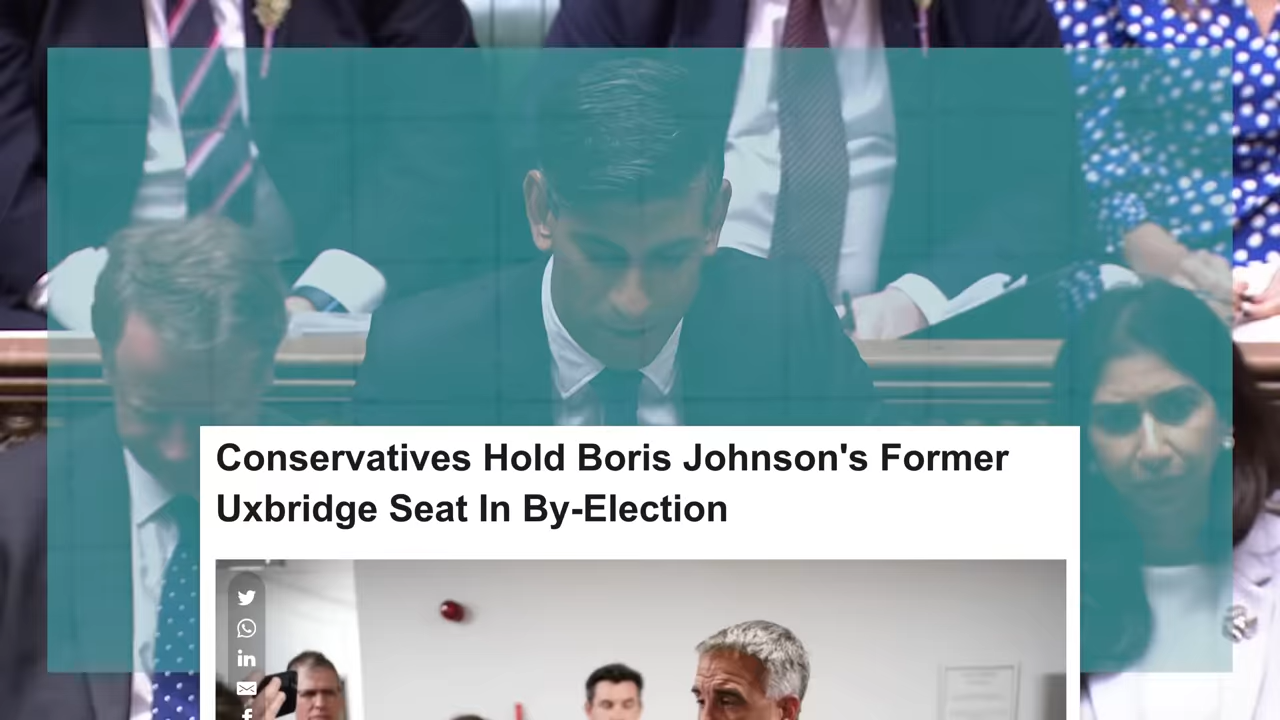 Conservatives Hold Boris Johnson's Former
Uxbridge Seat In By-Election